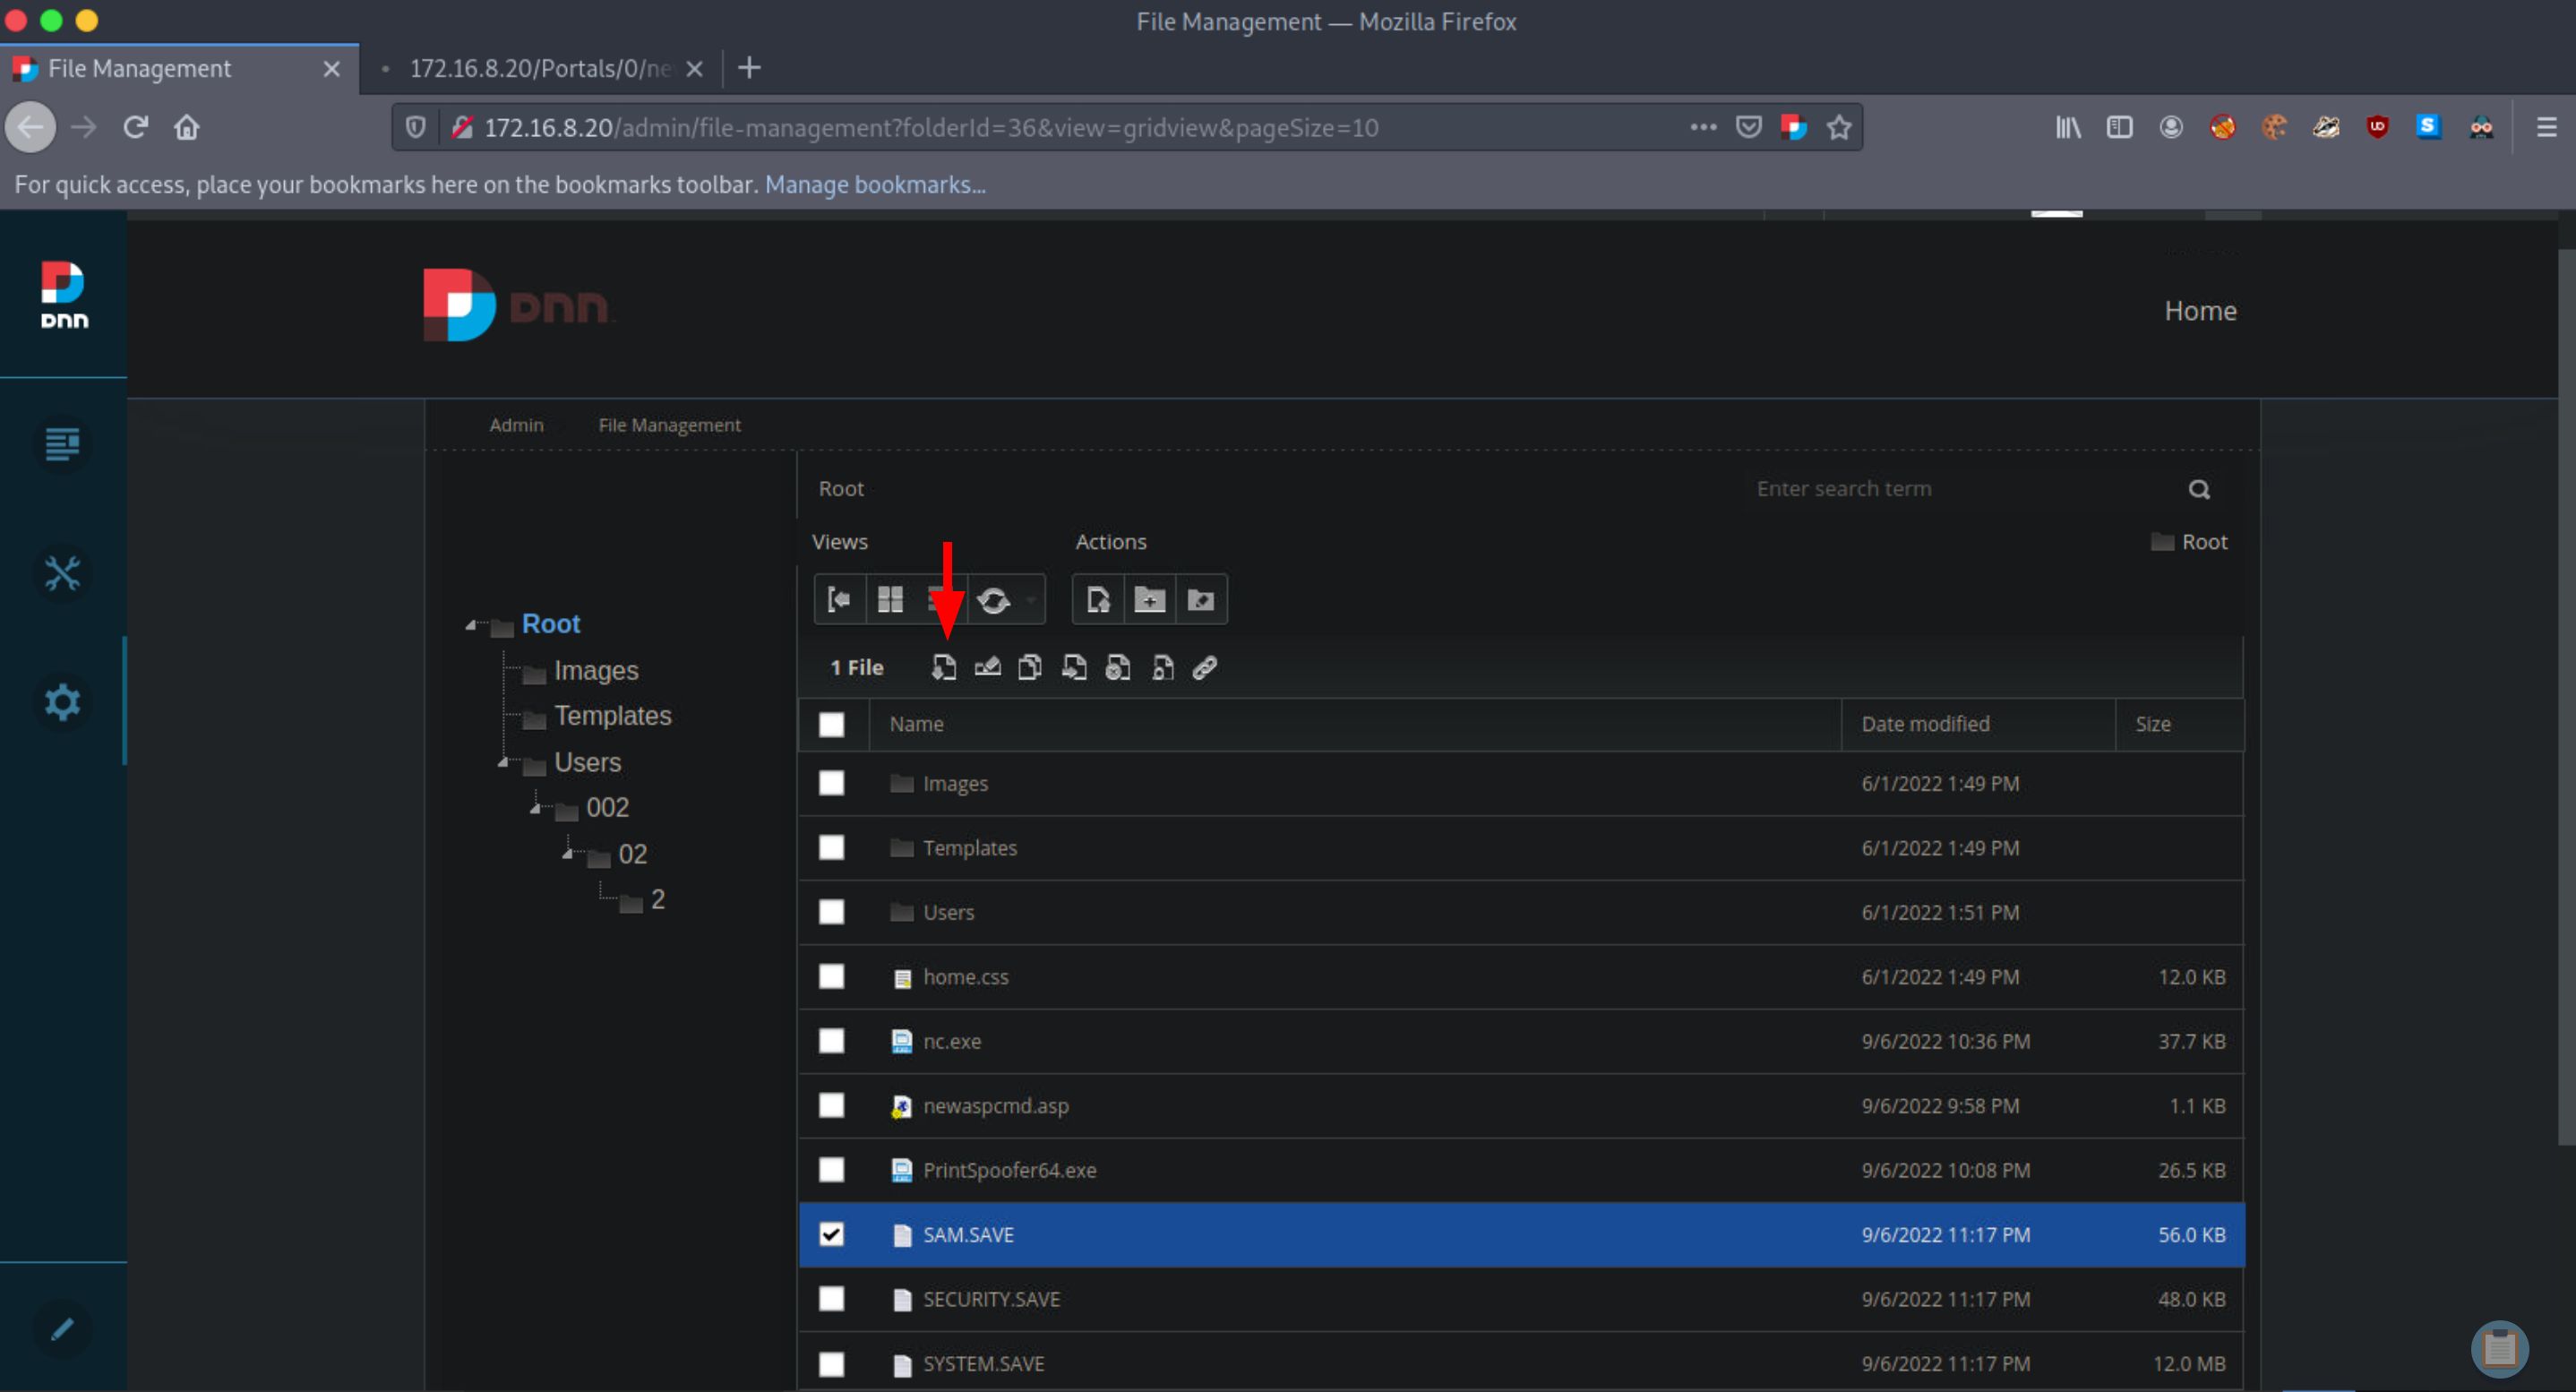 File Management — Mozilla Firefox
File Management
172.16.8.20/Portals/0/ne
172.16.8.20/admin/file-management?folderId=36&view=gridview&pageSize=10
For quick access, place your bookmarks here on the bookmarks toolbar. Manage bookmarks...
DNN
DNN
Home
Admin File Management
Root
Enter search term
Views
Actions
Root
Root
Images
Templates
Users
002
02
2
1 File
Name Date modified Size
Images 6/1/2022 1:49 PM
Templates 6/1/2022 1:49 PM
Users 6/1/2022 1:51 PM
home.css 6/1/2022 1:49 PM 12.0 KB
nc.exe 9/6/2022 10:36 PM 37.7 KB
newaspcmd.asp 9/6/2022 9:58 PM 1.1 KB
PrintSpoofer64.exe 9/6/2022 10:08 PM 26.5 KB
SAM.SAVE 9/6/2022 11:17 PM 56.0 KB
SECURITY.SAVE 9/6/2022 11:17 PM 48.0 KB
SYSTEM.SAVE 9/6/2022 11:17 PM 12.0 MB